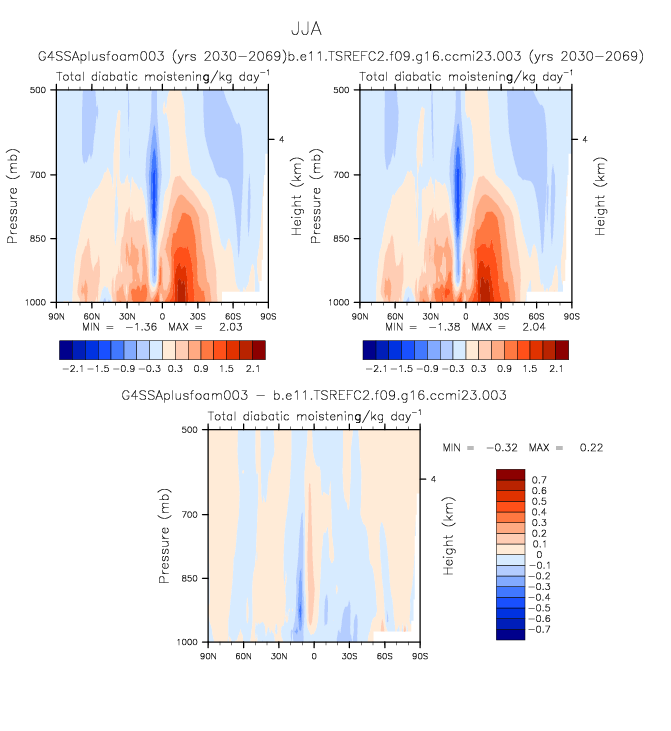 JJA
G4SSAplusfoam003 (yrs 2030-2069)b.e11.TSREFC2.f09.g16.ccmi23.003 (yrs 2030-2069)
Total diabatic moistening/kg day⁻¹ Total diabatic moistening/kg day⁻¹
500 500
4 4
700 700
Pressure (mb) Height (km) Pressure (mb) Height (km)
850 850
1000 1000
90N 60N 30N 0 30S 60S 90S 90N 60N 30N 0 30S 60S 90S
MIN = -1.36 MAX = 2.03 MIN = -1.38 MAX = 2.04
-2.1 -1.5 -0.9 -0.3 0.3 0.9 1.5 2.1 -2.1 -1.5 -0.9 -0.3 0.3 0.9 1.5 2.1
G4SSAplusfoam003 - b.e11.TSREFC2.f09.g16.ccmi23.003
Total diabatic moistening/kg day⁻¹
500
MIN = -0.32 MAX = 0.22
4
700
Pressure (mb) Height (km)
850
1000
90N 60N 30N 0 30S 60S 90S
0.7
0.6
0.5
0.4
0.3
0.2
0.1
0
-0.1
-0.2
-0.3
-0.4
-0.5
-0.6
-0.7